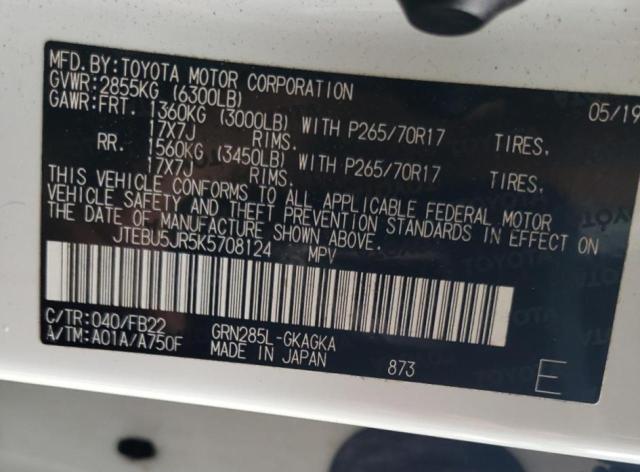 MFD. BY: TOYOTA MOTOR CORPORATION 05/19
GVWR: 2855KG (6300LB)
GAWR: FRT. 1360KG (3000LB) WITH P265/70R17 TIRES,
17X7J RIMS.
RR. 1560KG (3450LB) WITH P265/70R17 TIRES,
17X7J RIMS.
THIS VEHICLE CONFORMS TO ALL APPLICABLE FEDERAL MOTOR
VEHICLE SAFETY AND THEFT PREVENTION STANDARDS IN EFFECT ON
THE DATE OF MANUFACTURE SHOWN ABOVE.
JTEBU5JR5K5708124 MPV
C/TR: 040/FB22 GRN285L-GKAGKA
A/TM: A01A/A750F MADE IN JAPAN 873 E